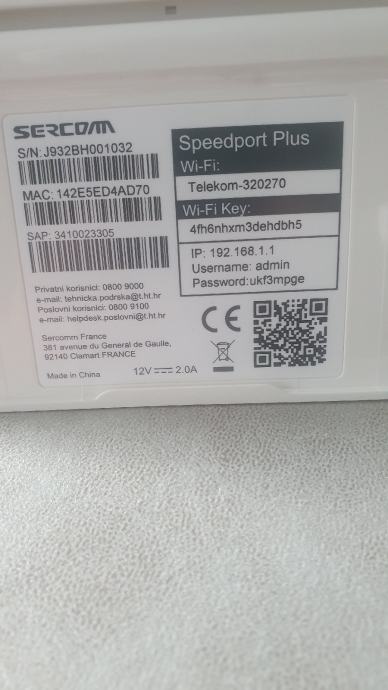 SERCOMM
S/N: J932BH001032
MAC: 142E5ED4AD70
SAP: 3410023305
Privatni korisnici: 0800 9000
e-mail: tehnicka.podrska@t.ht.hr
Poslovni korisnici: 0800 9100
e-mail: helpdesk.poslovni@t.ht.hr
Sercomm France
381 avenue du General de Gaulle,
92140 Clamart FRANCE
Made in China
12V 2.0A
Speedport Plus
Wi-Fi:
Telekom-320270
Wi-Fi Key:
4fh6nhxm3dehdbh5
IP: 192.168.1.1
Username: admin
Password:ukf3mpge
CE